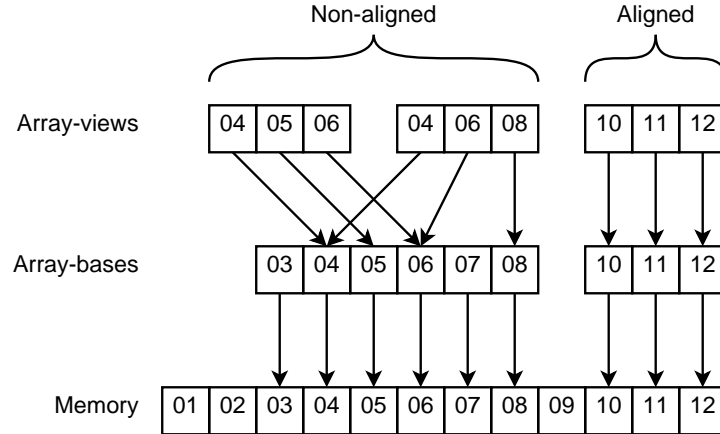 Non-aligned Aligned
Array-views 04 05 06 04 06 08 10 11 12
Array-bases 03 04 05 06 07 08 10 11 12
Memory 01 02 03 04 05 06 07 08 09 10 11 12